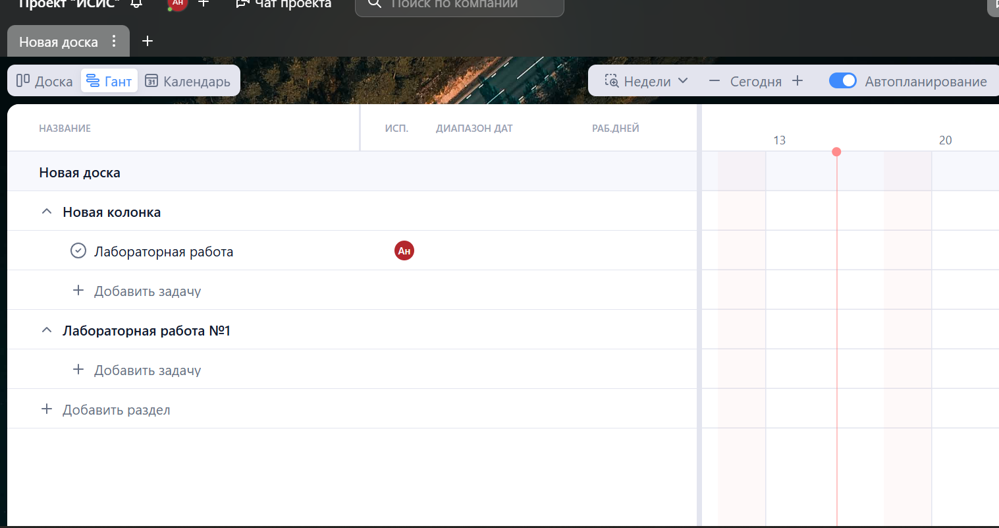 Проект "ИСИС" Ан Чат проекта Поиск по компании
Новая доска
Доска Гант 31 Календарь Недели Сегодня Автопланирование
НАЗВАНИЕ ИСП. ДИАПАЗОН ДАТ РАБ.ДНЕЙ
13 20
Новая доска
Новая колонка
Лабораторная работа Ан
Добавить задачу
Лабораторная работа №1
Добавить задачу
Добавить раздел